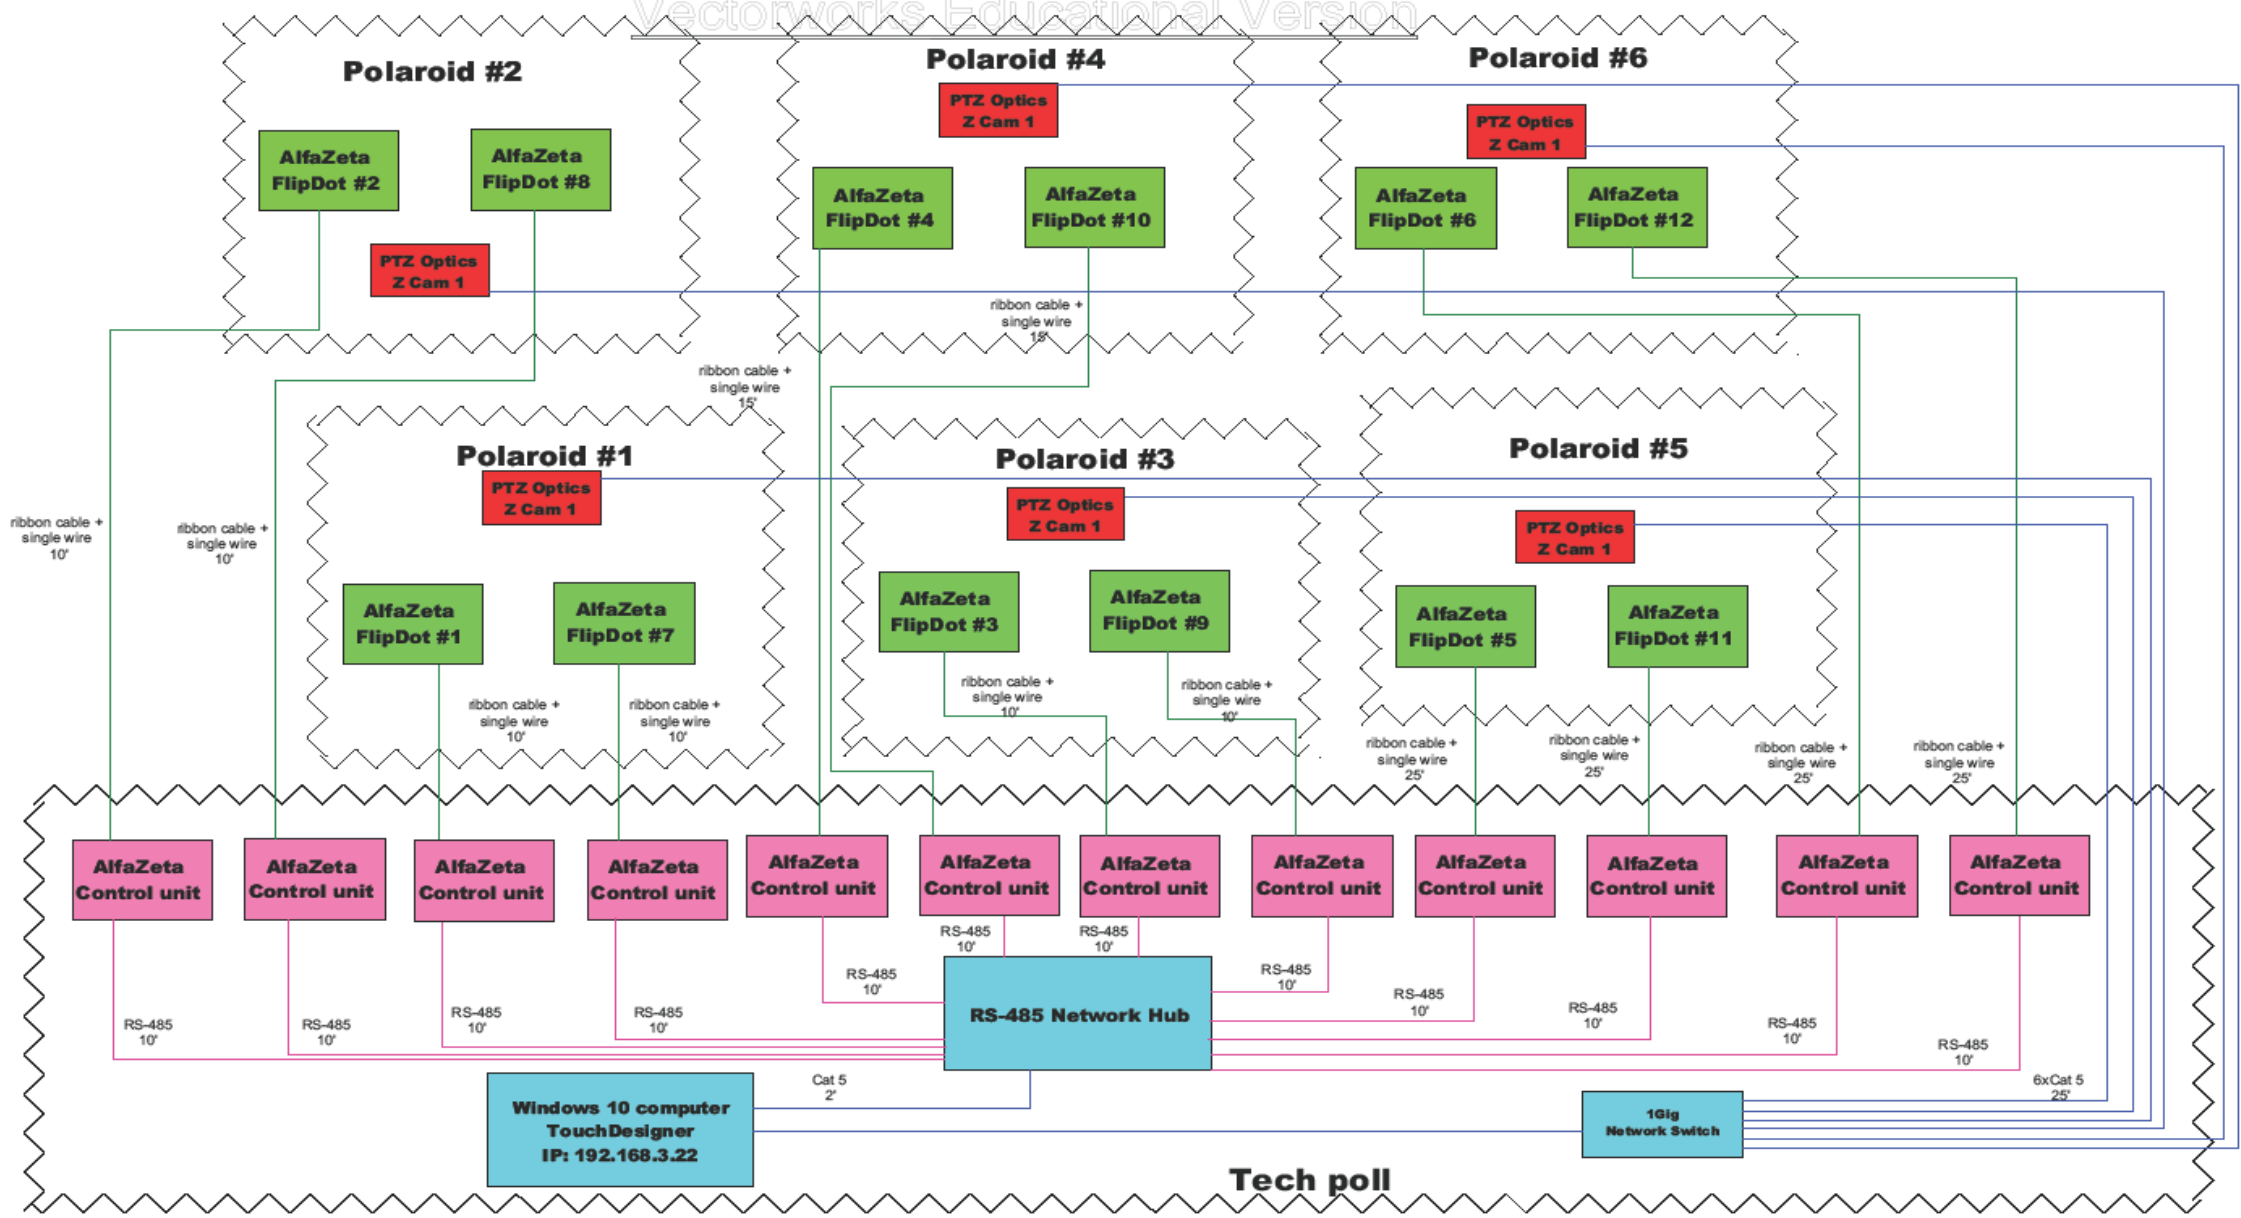 Vectorworks Educational Version
Polaroid #2
AlfaZeta
FlipDot #2
AlfaZeta
FlipDot #8
PTZ Optics
Z Cam 1
Polaroid #4
PTZ Optics
Z Cam 1
AlfaZeta
FlipDot #4
AlfaZeta
FlipDot #10
ribbon cable +
single wire
15'
Polaroid #6
PTZ Optics
Z Cam 1
AlfaZeta
FlipDot #6
AlfaZeta
FlipDot #12
ribbon cable +
single wire
15'
ribbon cable +
single wire
10'
ribbon cable +
single wire
10'
Polaroid #1
PTZ Optics
Z Cam 1
AlfaZeta
FlipDot #1
AlfaZeta
FlipDot #7
ribbon cable +
single wire
10'
ribbon cable +
single wire
10'
Polaroid #3
PTZ Optics
Z Cam 1
AlfaZeta
FlipDot #3
AlfaZeta
FlipDot #9
ribbon cable +
single wire
10'
ribbon cable +
single wire
10'
Polaroid #5
PTZ Optics
Z Cam 1
AlfaZeta
FlipDot #5
AlfaZeta
FlipDot #11
ribbon cable +
single wire
25'
ribbon cable +
single wire
25'
ribbon cable +
single wire
25'
ribbon cable +
single wire
25'
AlfaZeta
Control unit
AlfaZeta
Control unit
AlfaZeta
Control unit
AlfaZeta
Control unit
AlfaZeta
Control unit
AlfaZeta
Control unit
AlfaZeta
Control unit
AlfaZeta
Control unit
AlfaZeta
Control unit
AlfaZeta
Control unit
AlfaZeta
Control unit
AlfaZeta
Control unit
RS-485
10'
RS-485
10'
RS-485
10'
RS-485
10'
RS-485
10'
RS-485
10'
RS-485
10'
RS-485
10'
RS-485
10'
RS-485
10'
RS-485
10'
RS-485
10'
RS-485 Network Hub
Cat 5
2'
6xCat 5
25'
Windows 10 computer
TouchDesigner
IP: 192.168.3.22
1Gig
Network Switch
Tech poll